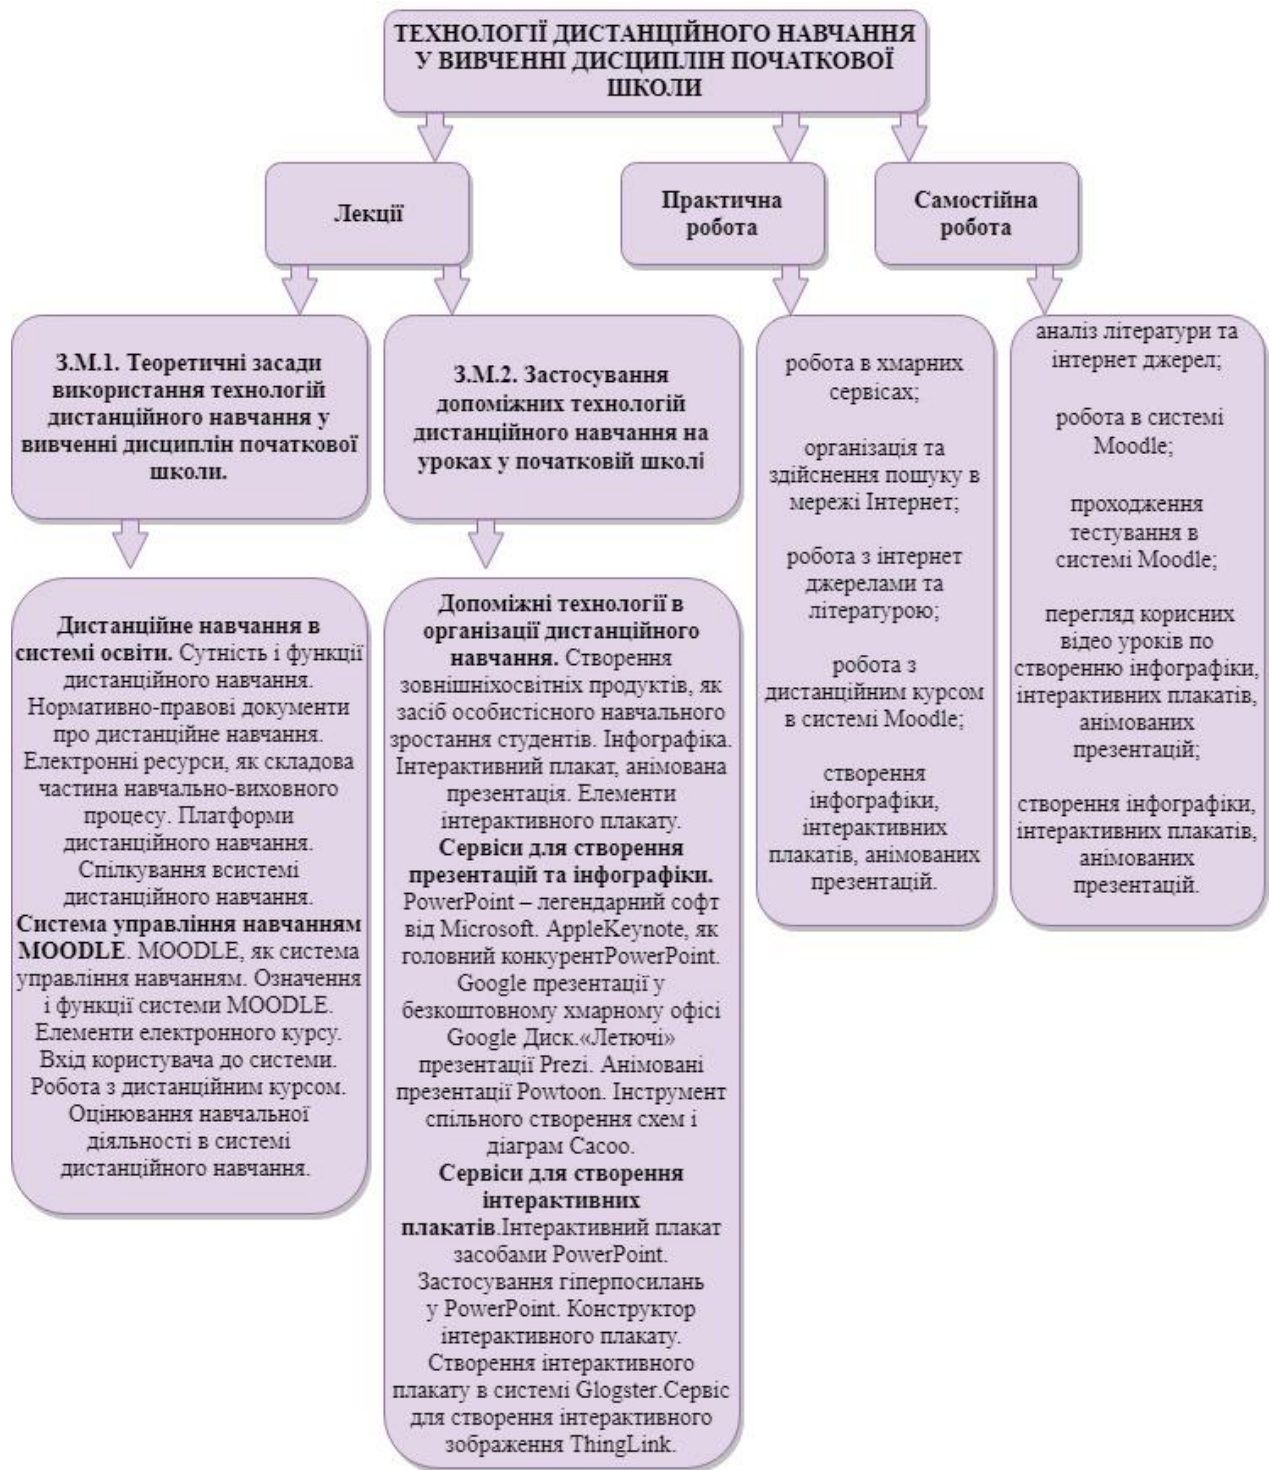 ТЕХНОЛОГІЇ ДИСТАНЦІЙНОГО НАВЧАННЯ
У ВИВЧЕННІ ДИСЦИПЛІН ПОЧАТКОВОЇ
ШКОЛИ
Лекції
Практична
робота
Самостійна
робота
З.М.1. Теоретичні засади
використання технологій
дистанційного навчання у
вивченні дисциплін початкової
школи.
З.М.2. Застосування
допоміжних технологій
дистанційного навчання на
уроках у початковій школі
робота в хмарних
сервісах;
організація та
здійснення пошуку в
мережі Інтернет;
робота з інтернет
джерелами та
літературою;
робота з
дистанційним курсом
в системі Moodle;
створення
інфографіки,
інтерактивних
плакатів, анімованих
презентацій.
аналіз літератури та
інтернет джерел;
робота в системі
Moodle;
проходження
тестування в
системі Moodle;
перегляд корисних
відео уроків по
створенню інфографіки,
інтерактивних плакатів,
анімованих
презентацій;
створення інфографіки,
інтерактивних плакатів,
анімованих
презентацій.
Дистанційне навчання в
системі освіти. Сутність і функції
дистанційного навчання.
Нормативно-правові документи
про дистанційне навчання.
Електронні ресурси, як складова
частина навчально-виховного
процесу. Платформи
дистанційного навчання.
Спілкування всистемі
дистанційного навчання.
Система управління навчанням
MOODLE. MOODLE, як система
управління навчанням. Означення
і функції системи MOODLE.
Елементи електронного курсу.
Вхід користувача до системи.
Робота з дистанційним курсом.
Оцінювання навчальної
діяльності в системі
дистанційного навчання.
Допоміжні технології в
організації дистанційного
навчання. Створення
зовнішніхосвітніх продуктів, як
засіб особистісного навчального
зростання студентів. Інфографіка.
Інтерактивний плакат, анімована
презентація. Елементи
інтерактивного плакату.
Сервіси для створення
презентацій та інфографіки.
PowerPoint – легендарний софт
від Microsoft. AppleKeynote, як
головний конкурентPowerPoint.
Google презентації у
безкоштовному хмарному офісі
Google Диск.«Летючі»
презентації Prezi. Анімовані
презентації Powtoon. Інструмент
спільного створення схем і
діаграм Cacoo.
Сервіси для створення
інтерактивних
плакатів.Інтерактивний плакат
засобами PowerPoint.
Застосування гіперпосилань
у PowerPoint. Конструктор
інтерактивного плакату.
Створення інтерактивного
плакату в системі Glogster.Сервіс
для створення інтерактивного
зображення ThingLink.